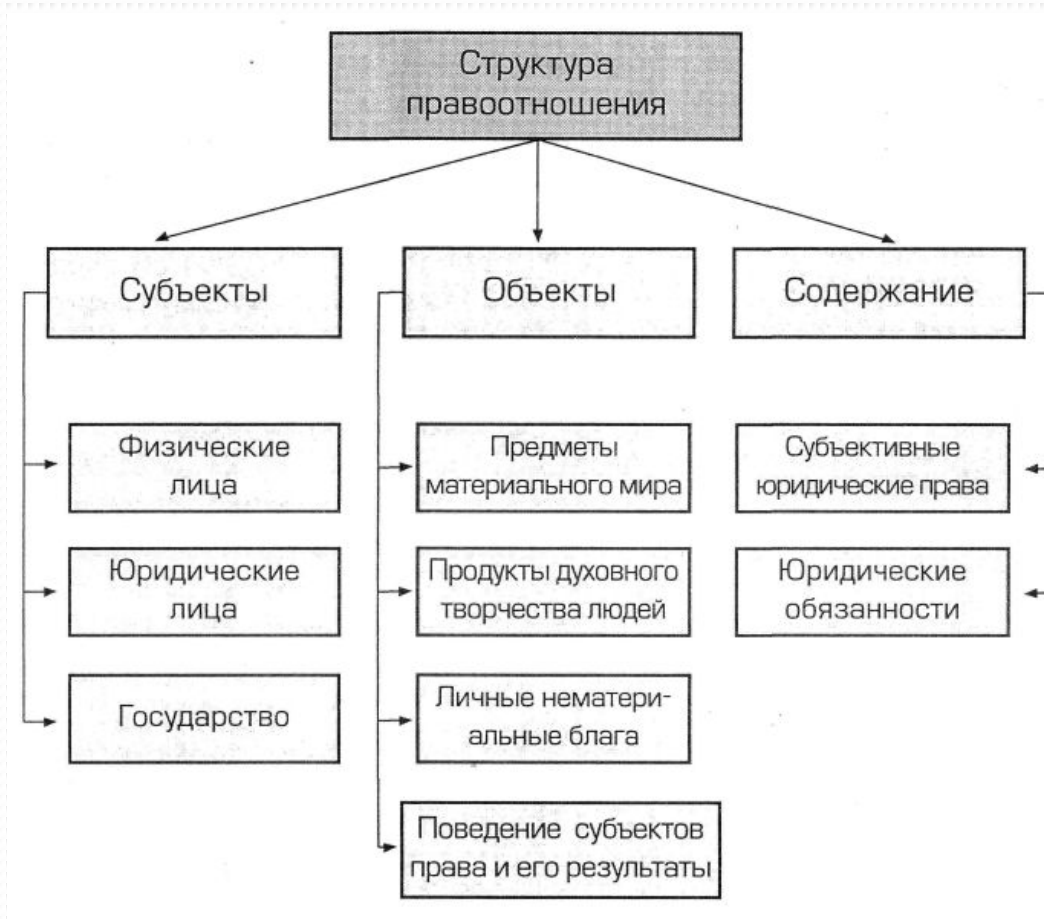 Структура
правоотношения
Субъекты
Объекты
Содержание
Физические
лица
Предметы
материального мира
Субъективные
юридические права
Юридические
лица
Продукты духовного
творчества людей
Юридические
обязанности
Государство
Личные нематери-
альные блага
Поведение субъектов
права и его результаты